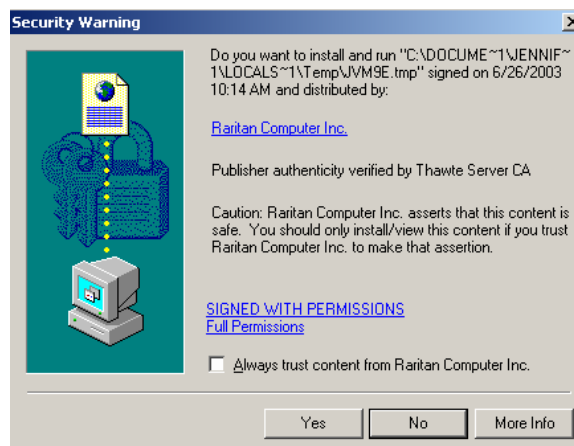 Security Warning
Do you want to install and run "C:\DOCUME~1\JENNIF~
1\LOCALS~1\Temp\JVM9E.tmp" signed on 6/26/2003
10:14 AM and distributed by:
Raritan Computer Inc.
Publisher authenticity verified by Thawte Server CA
Caution: Raritan Computer Inc. asserts that this content is
safe. You should only install/view this content if you trust
Raritan Computer Inc. to make that assertion.
SIGNED WITH PERMISSIONS
Full Permissions
Always trust content from Raritan Computer Inc.
Yes No More Info